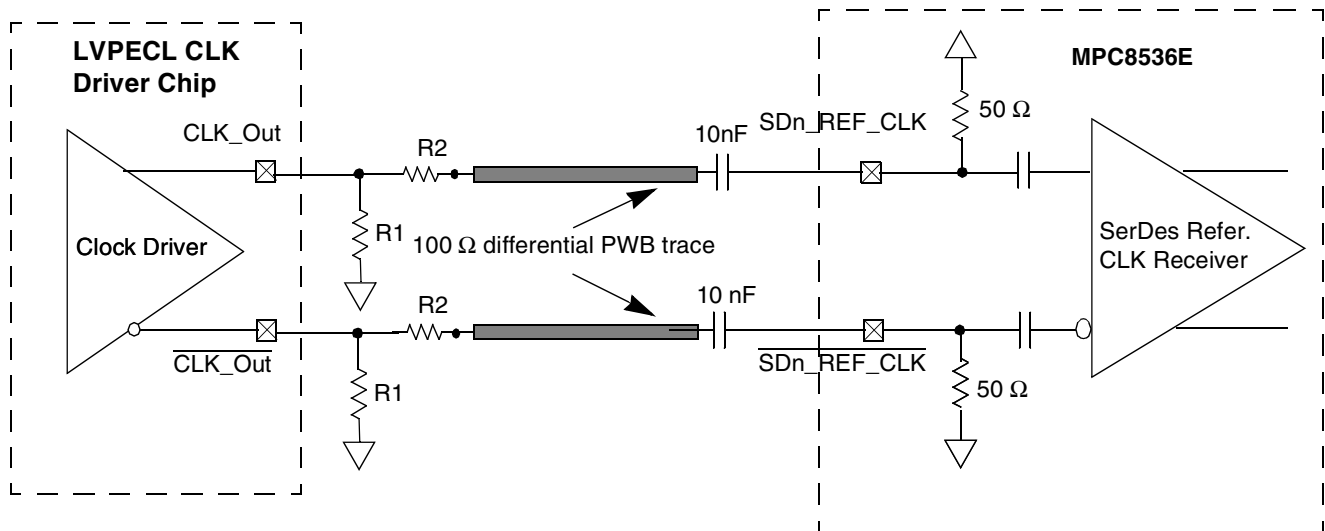 LVPECL CLK
Driver Chip
MPC8536E
CLK_Out
R2
10nF
SDn_REF_CLK
50 Ω
Clock Driver
R1
100 Ω differential PWB trace
SerDes Refer.
CLK Receiver
R2
10 nF
CLK_Out
SDn_REF_CLK
R1
50 Ω